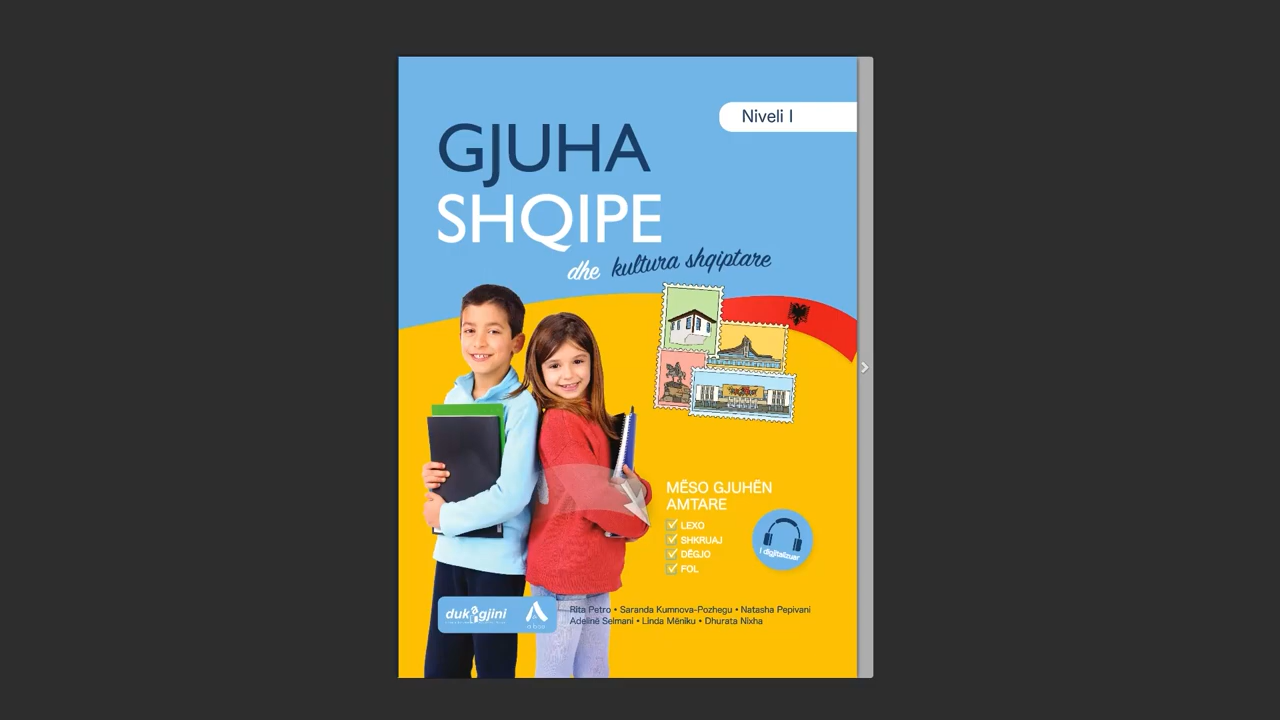 Niveli I
GJUHA
SHQIPE
dhe kultura shqiptare
MËSO GJUHËN
AMTARE
LEXO
SHKRUAJ
DËGJO
FOL
I digjitalizuar
dukagjini
Rita Petro • Saranda Kumnova-Pozhegu • Natasha Pepivani
Adelinë Selmani • Linda Mëniku • Dhurata Nixha